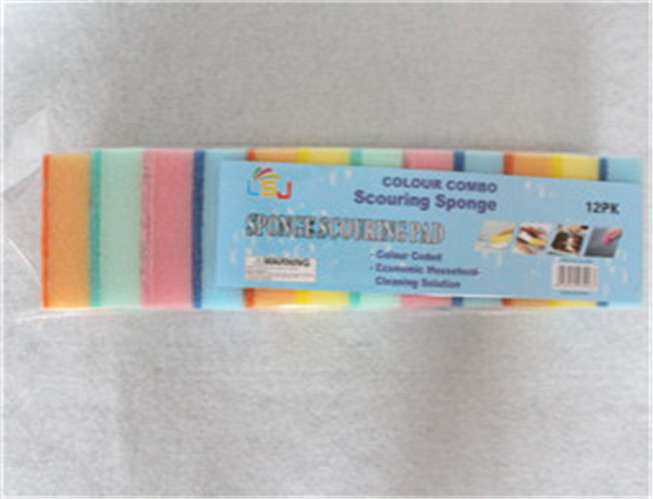 LSJ
COLOUR COMBO
Scouring Sponge
12PK
SPONGE SCOURING PAD
WARNING
- Colour Coded
- Economic Household
Cleaning Solution